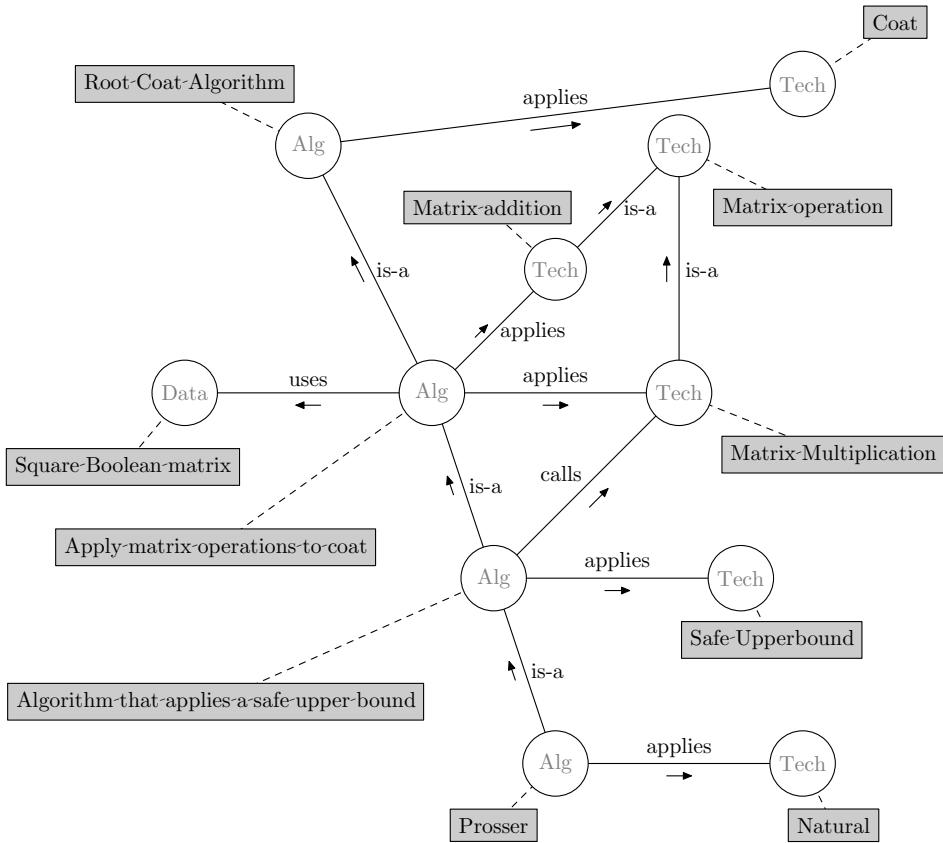 Coat
Root-Coat-Algorithm
Tech
applies
Alg
Tech
Matrix-addition
is-a
Matrix-operation
Tech
is-a
is-a
applies
uses
applies
Data
Alg
Tech
Square-Boolean-matrix
Matrix-Multiplication
calls
is-a
Apply-matrix-operations-to-coat
applies
Alg
Tech
Safe-Upperbound
is-a
Algorithm-that-applies-a-safe-upper-bound
applies
Alg
Tech
Prosser
Natural